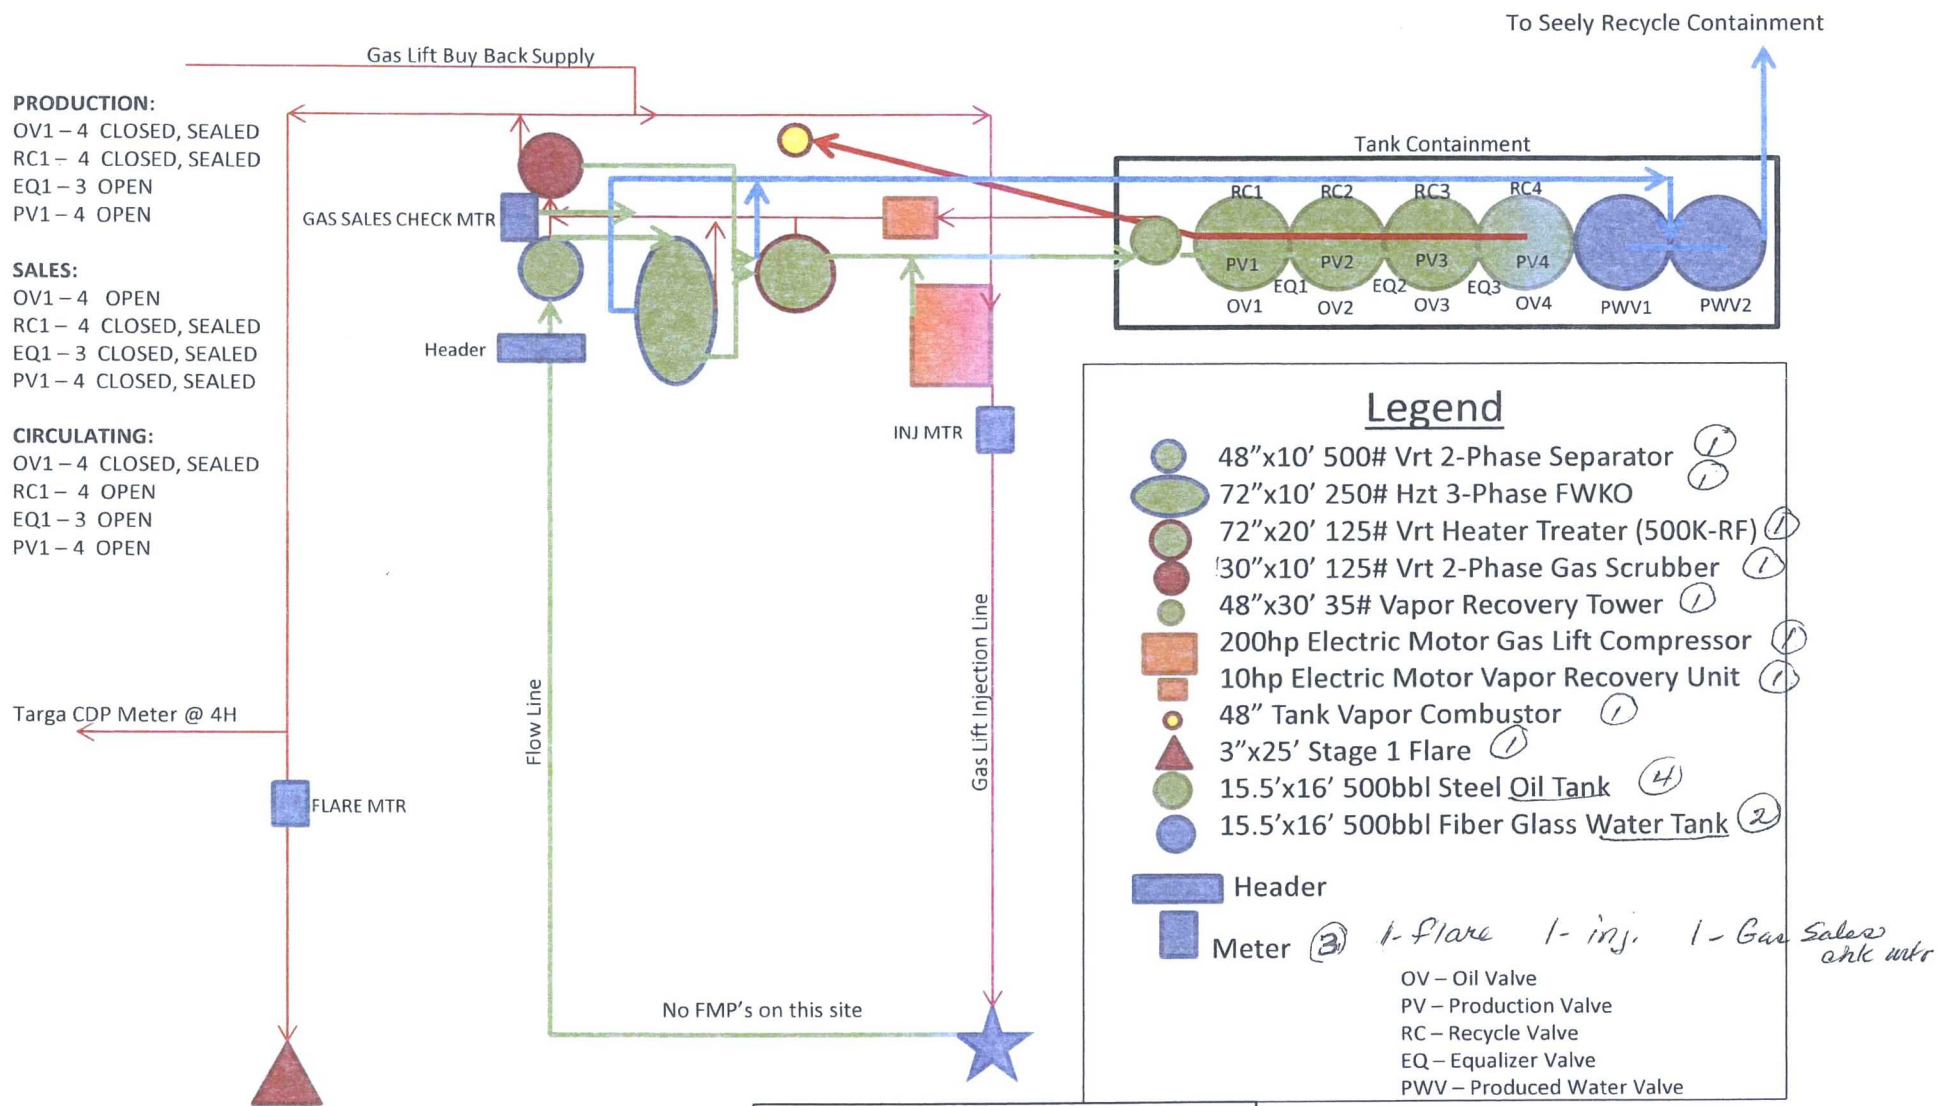 To Seely Recycle Containment
Gas Lift Buy Back Supply
PRODUCTION:
OV1 – 4 CLOSED, SEALED
RC1 – 4 CLOSED, SEALED
EQ1 – 3 OPEN
PV1 – 4 OPEN
SALES:
OV1 – 4 OPEN
RC1 – 4 CLOSED, SEALED
EQ1 – 3 CLOSED, SEALED
PV1 – 4 CLOSED, SEALED
CIRCULATING:
OV1 – 4 CLOSED, SEALED
RC1 – 4 OPEN
EQ1 – 3 OPEN
PV1 – 4 OPEN
GAS SALES CHECK MTR
Header
Tank Containment
RC1 RC2 RC3 RC4
PV1 PV2 PV3 PV4
EQ1 EQ2 EQ3
OV1 OV2 OV3 OV4 PWV1 PWV2
INJ MTR
Flow Line
Gas Lift Injection Line
Targa CDP Meter @ 4H
FLARE MTR
No FMP's on this site
Legend
48"x10' 500# Vrt 2-Phase Separator 1
72"x10' 250# Hzt 3-Phase FWKO 1
72"x20' 125# Vrt Heater Treater (500K-RF) 1
30"x10' 125# Vrt 2-Phase Gas Scrubber 1
48"x30' 35# Vapor Recovery Tower 1
200hp Electric Motor Gas Lift Compressor 1
10hp Electric Motor Vapor Recovery Unit 1
48" Tank Vapor Combustor 1
3"x25' Stage 1 Flare 1
15.5'x16' 500bbl Steel Oil Tank 4
15.5'x16' 500bbl Fiber Glass Water Tank 2
Header
Meter 3 1-flare 1-inj. 1-Gas Sales
chk mtr
OV – Oil Valve
PV – Production Valve
RC – Recycle Valve
EQ – Equalizer Valve
PWV – Produced Water Valve